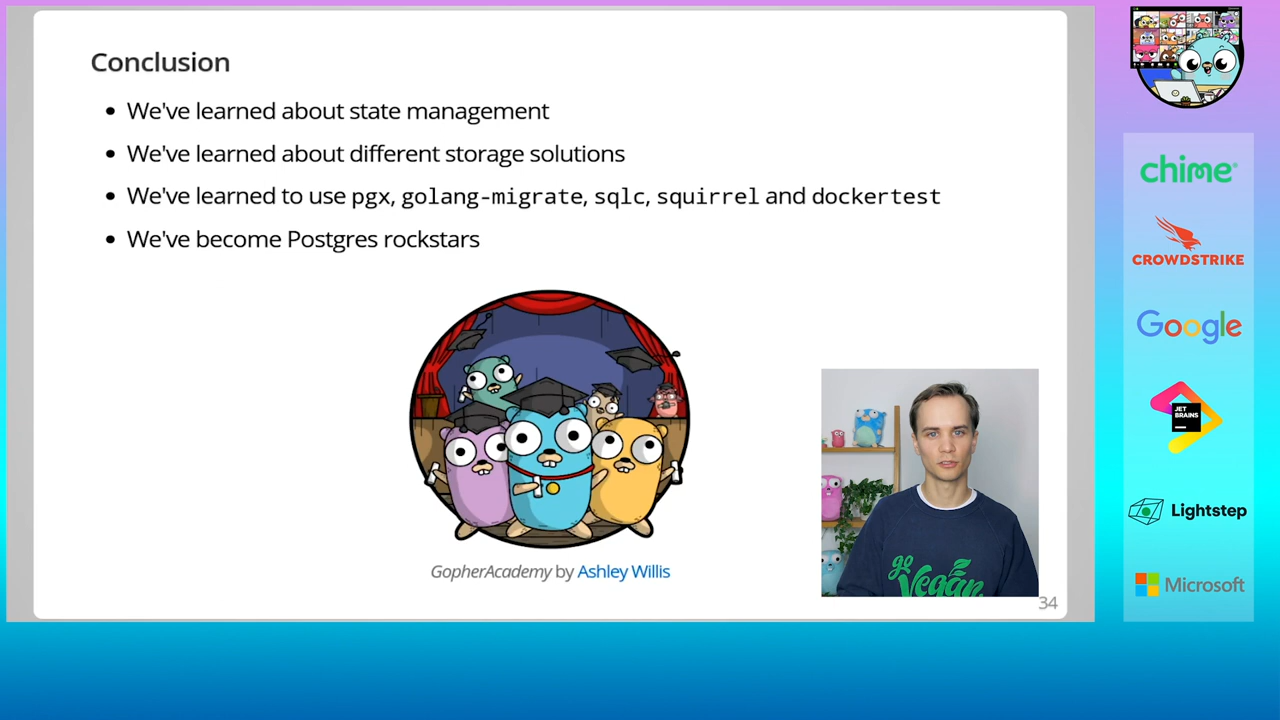 Conclusion
We've learned about state management
We've learned about different storage solutions
We've learned to use pgx, golang-migrate, sqlc, squirrel and dockertest
We've become Postgres rockstars
GopherAcademy by Ashley Willis
go
Vegan
34
chime
CROWDSTRIKE
Google
JET
BRAINS
Lightstep
Microsoft